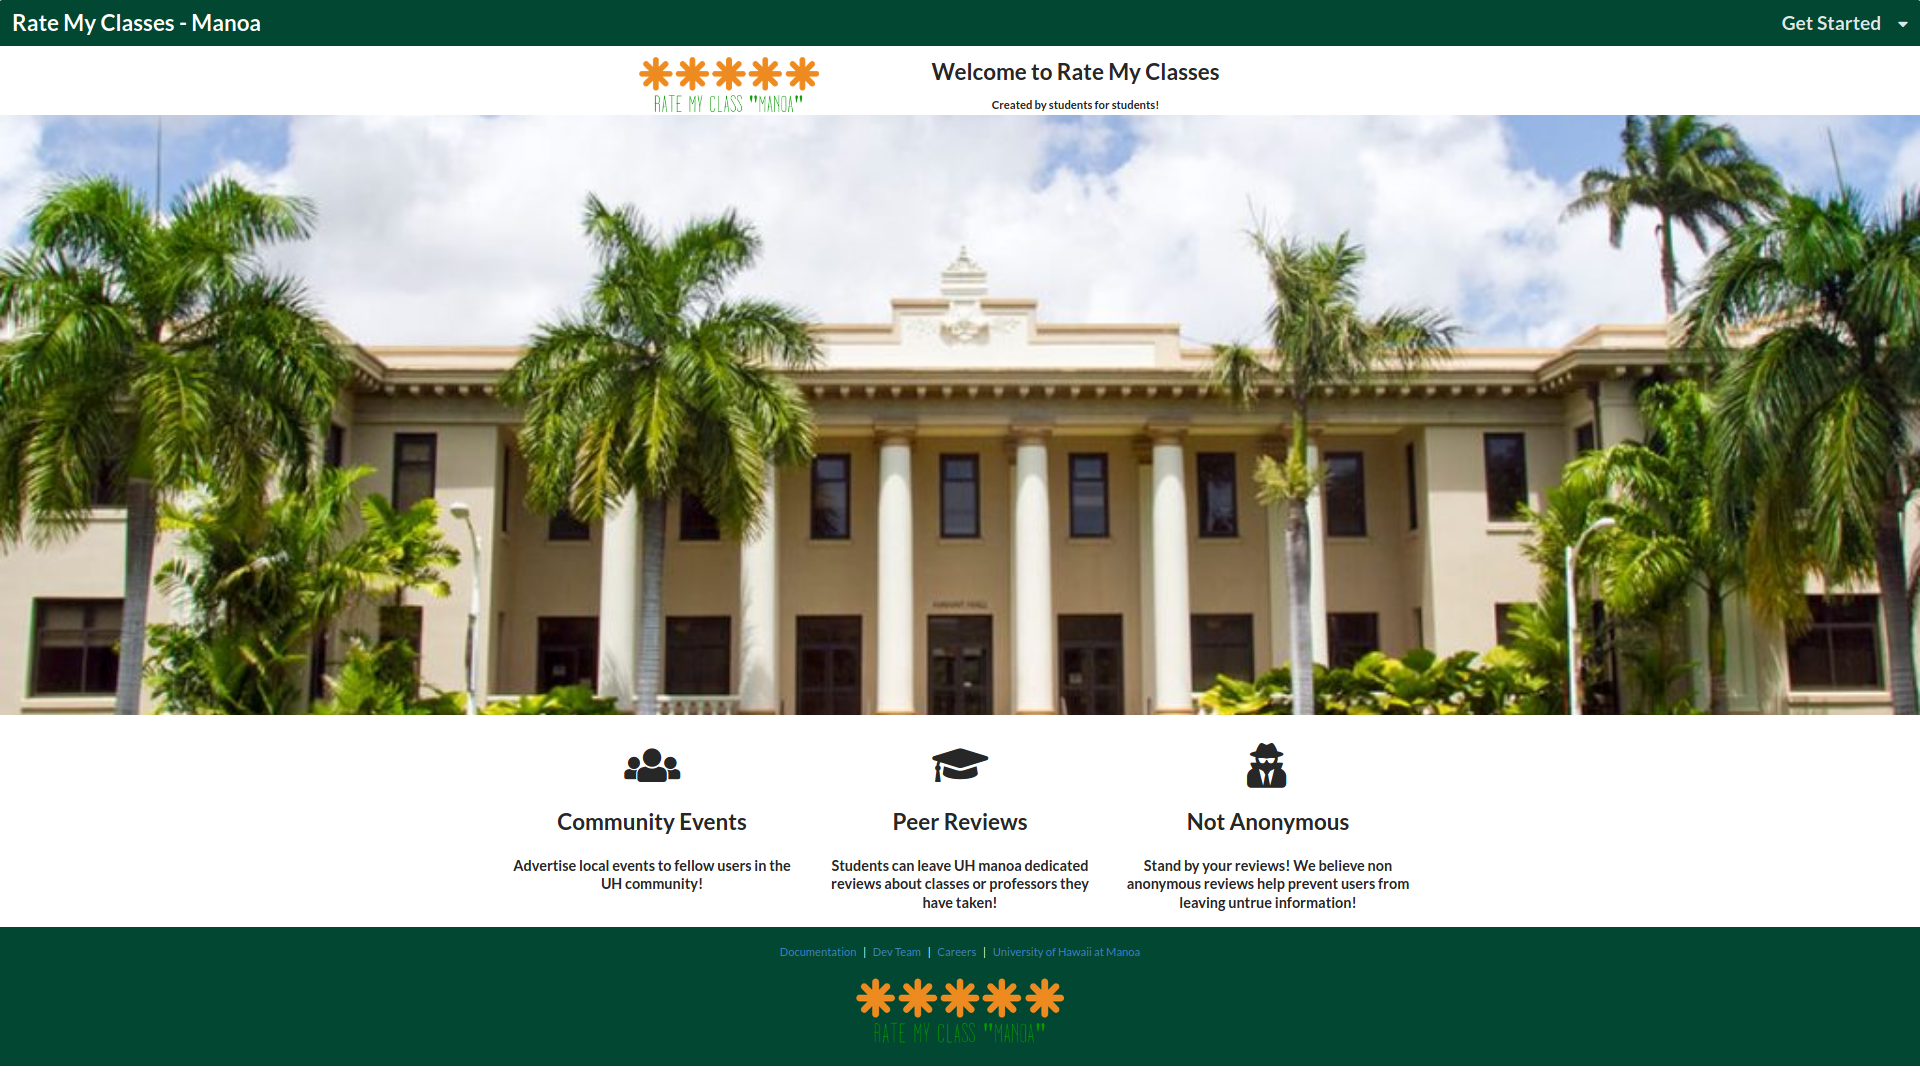 Rate My Classes - Manoa
Get Started
RATE MY CLASS "MANOA"
Welcome to Rate My Classes
Created by students for students!
HAWAII HALL
Community Events
Advertise local events to fellow users in the
UH community!
Peer Reviews
Students can leave UH manoa dedicated
reviews about classes or professors they
have taken!
Not Anonymous
Stand by your reviews! We believe non
anonymous reviews help prevent users from
leaving untrue information!
Documentation | Dev Team | Careers | University of Hawaii at Manoa
RATE MY CLASS "MANOA"